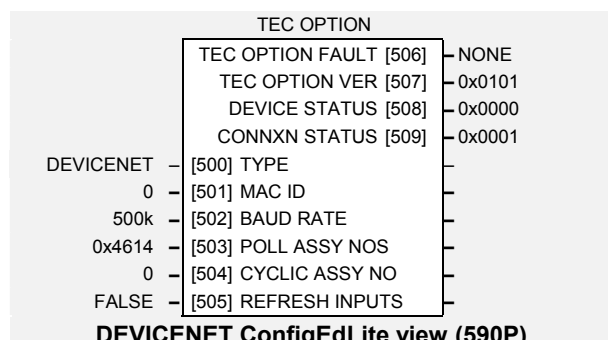 TEC OPTION
TEC OPTION FAULT [506] – NONE
TEC OPTION VER [507] – 0x0101
DEVICE STATUS [508] – 0x0000
CONNXN STATUS [509] – 0x0001
DEVICENET – [500] TYPE –
0 – [501] MAC ID –
500k – [502] BAUD RATE –
0x4614 – [503] POLL ASSY NOS –
0 – [504] CYCLIC ASSY NO –
FALSE – [505] REFRESH INPUTS –
DEVICENET ConfigEdLite view (590P)